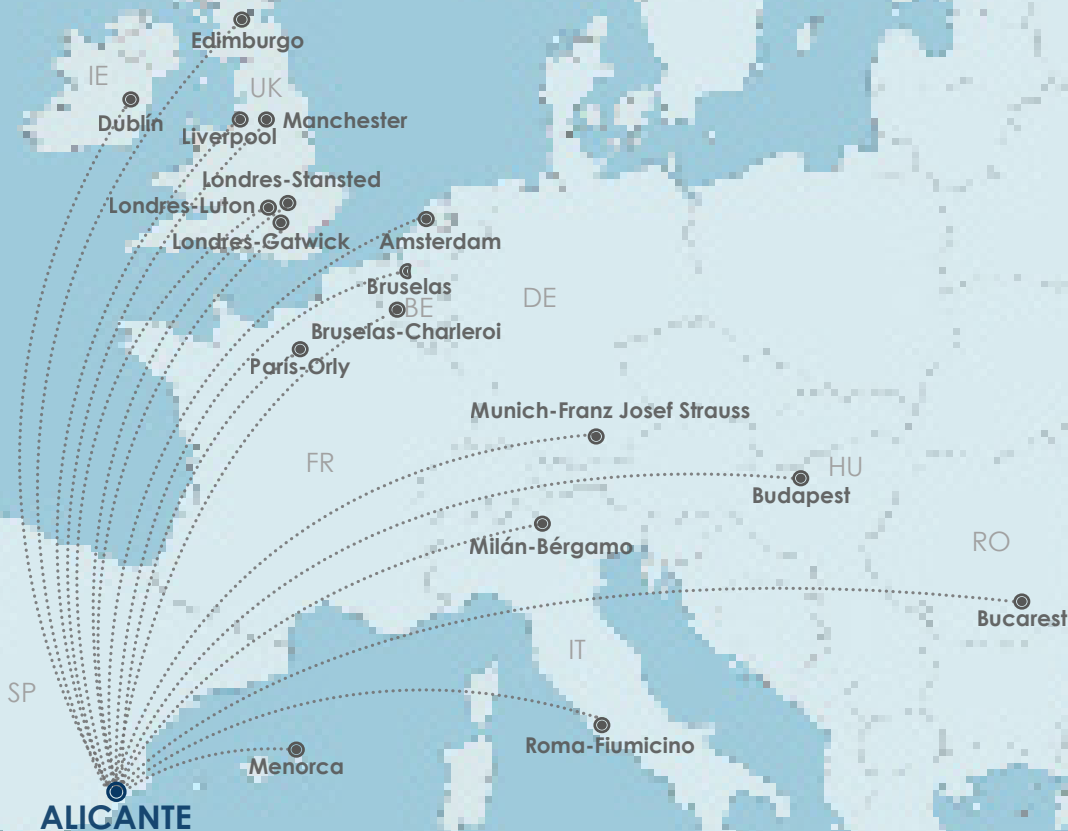 Edimburgo
IE
UK
Dublín
Liverpool
Manchester
Londres-Stansted
Londres-Luton
Londres-Gatwick
Amsterdam
Bruselas
BE
DE
Bruselas-Charleroi
París-Orly
Munich-Franz Josef Strauss
FR
HU
Budapest
Milán-Bérgamo
RO
Bucarest
IT
SP
Roma-Fiumicino
Menorca
ALICANTE